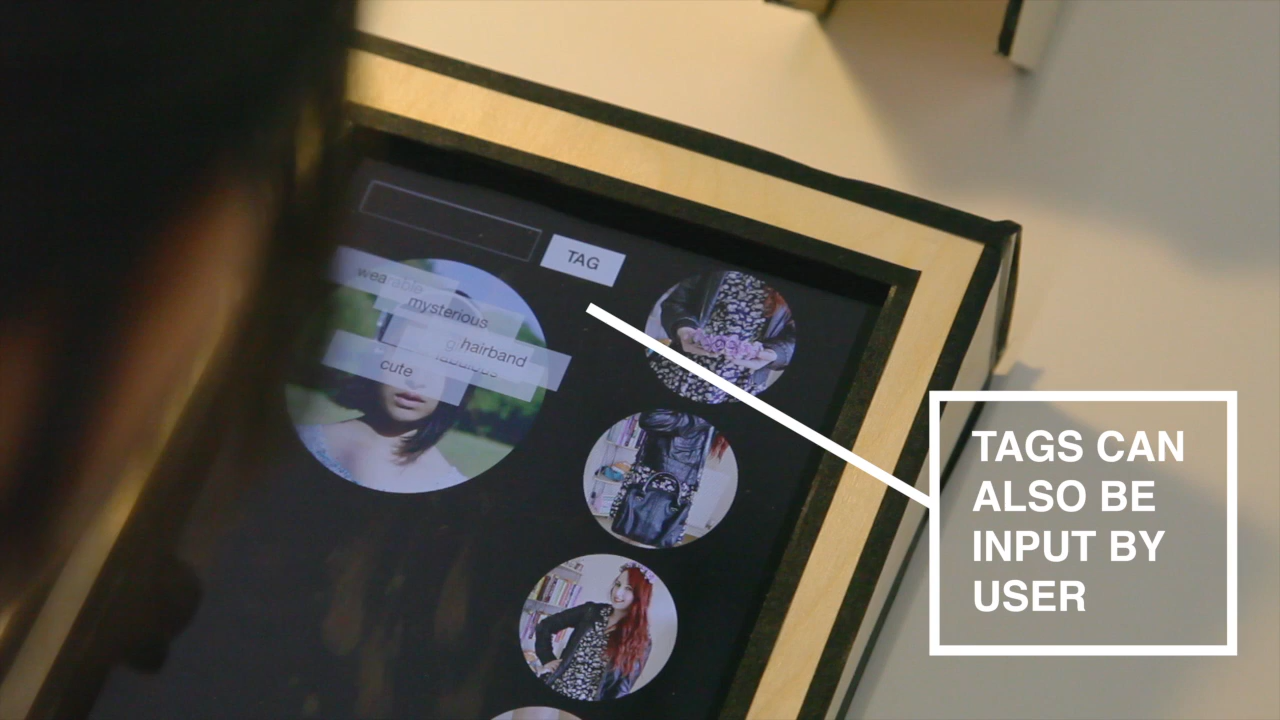 TAG
wearable
mysterious
hairband
cute
TAGS CAN
ALSO BE
INPUT BY
USER